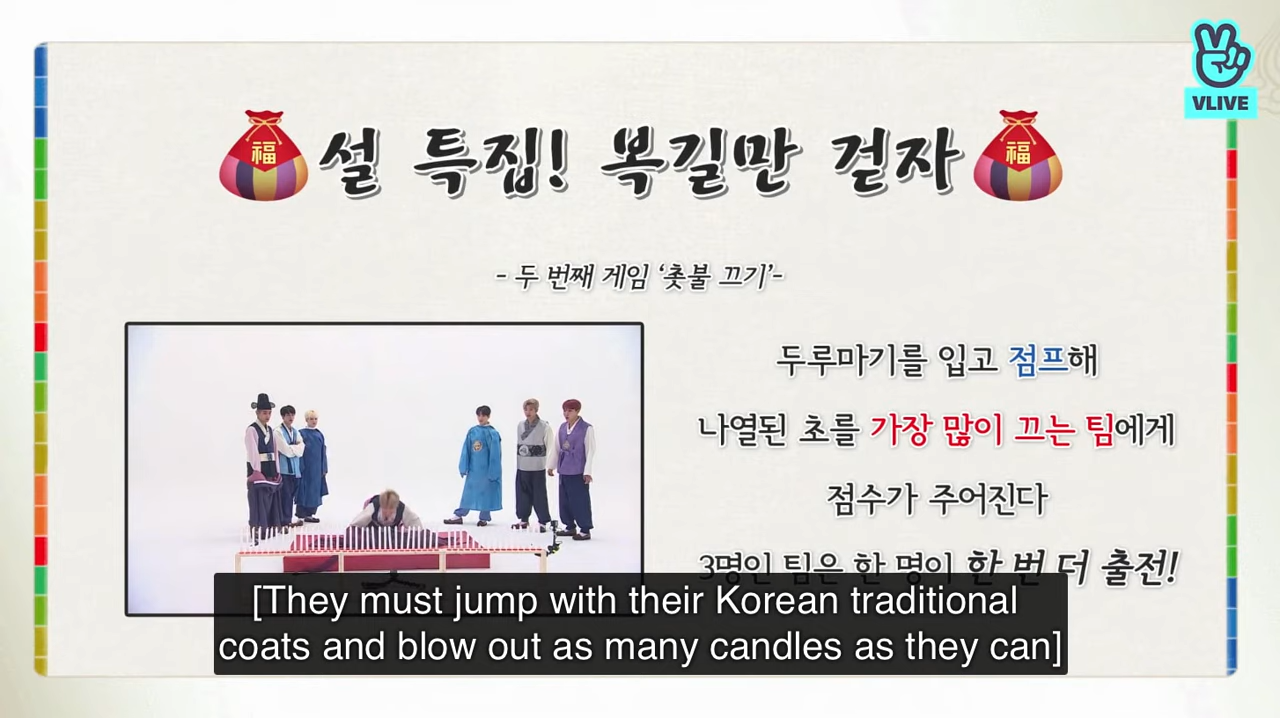 VLIVE
福 설 특집! 복길만 걷자 福
- 두 번째 게임 ‘촛불 끄기’-
두루마기를 입고 점프해
나열된 초를 가장 많이 끄는 팀에게
점수가 주어진다
3명인 팀은 한 명이 한 번 더 출전!
[They must jump with their Korean traditional
coats and blow out as many candles as they can]